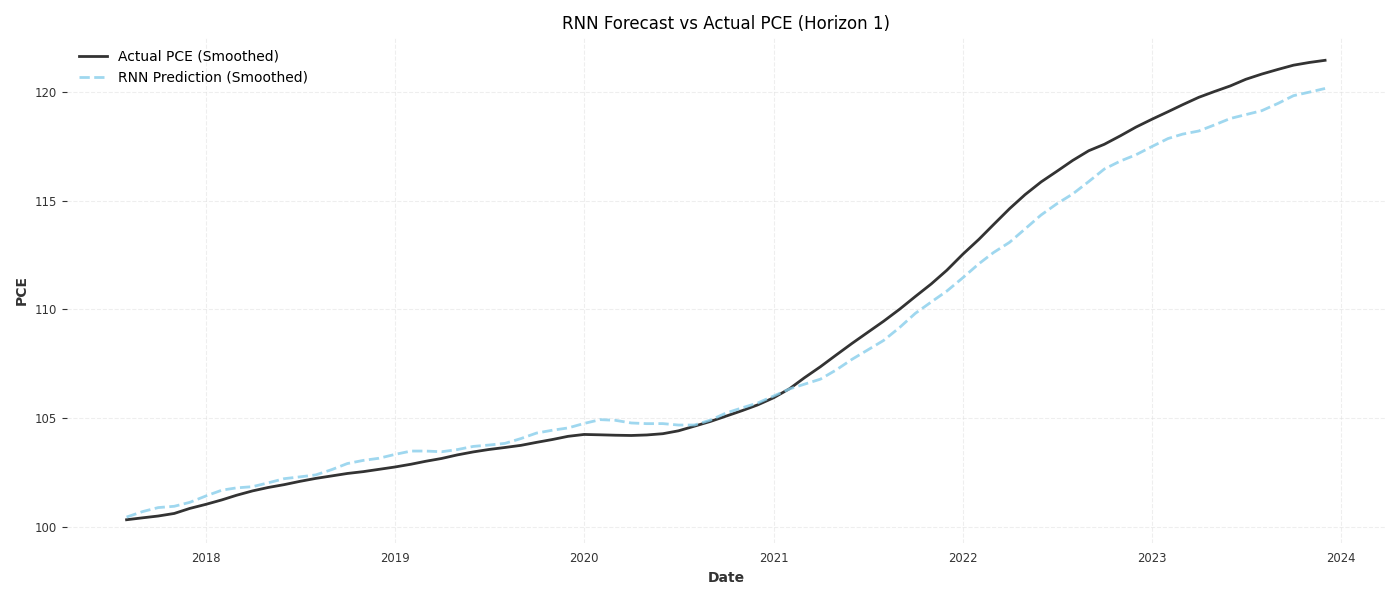 RNN Forecast vs Actual PCE (Horizon 1)
Actual PCE (Smoothed)
RNN Prediction (Smoothed)
PCE
120
115
110
105
100
2018 2019 2020 2021 2022 2023 2024
Date